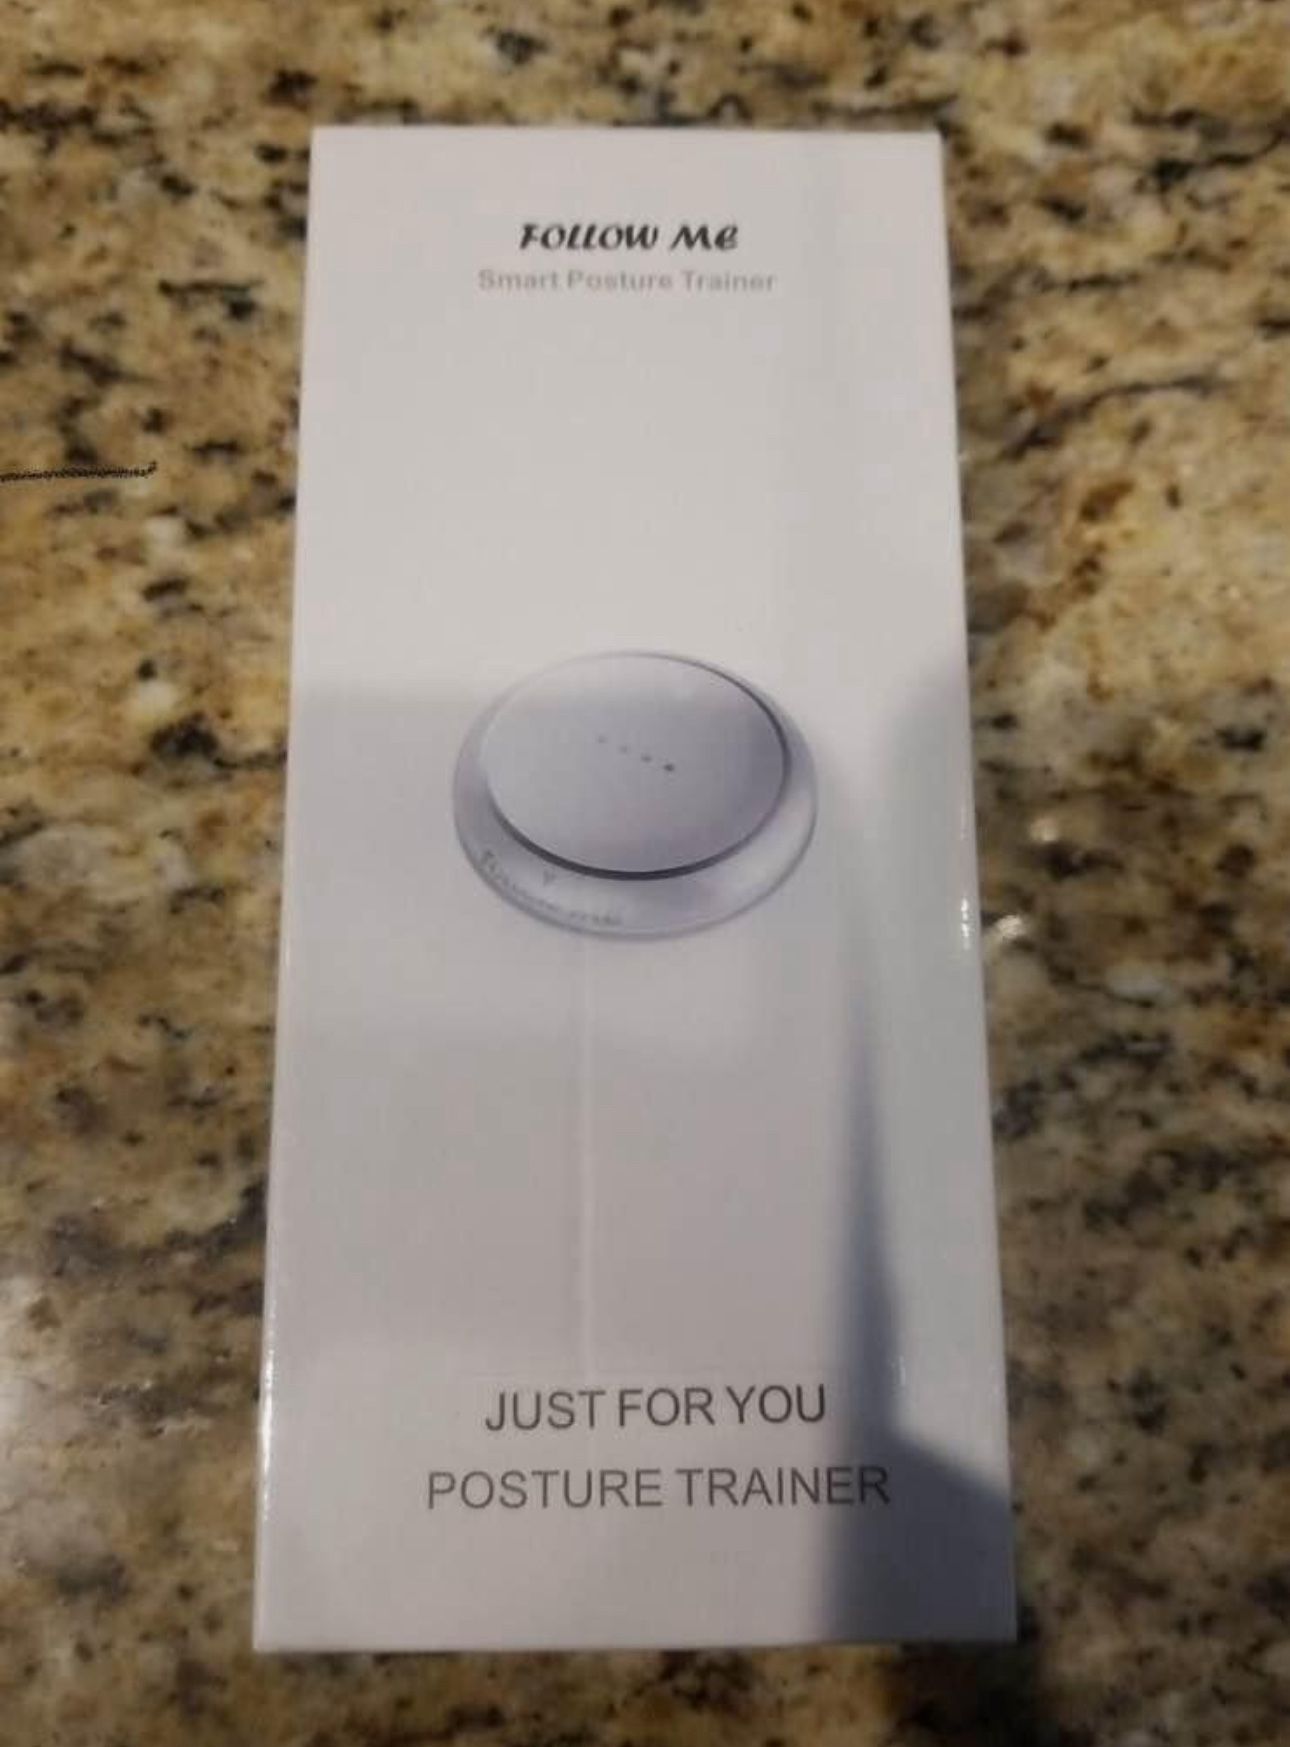 FOLLOW ME
Smart Posture Trainer
JUST FOR YOU
POSTURE TRAINER